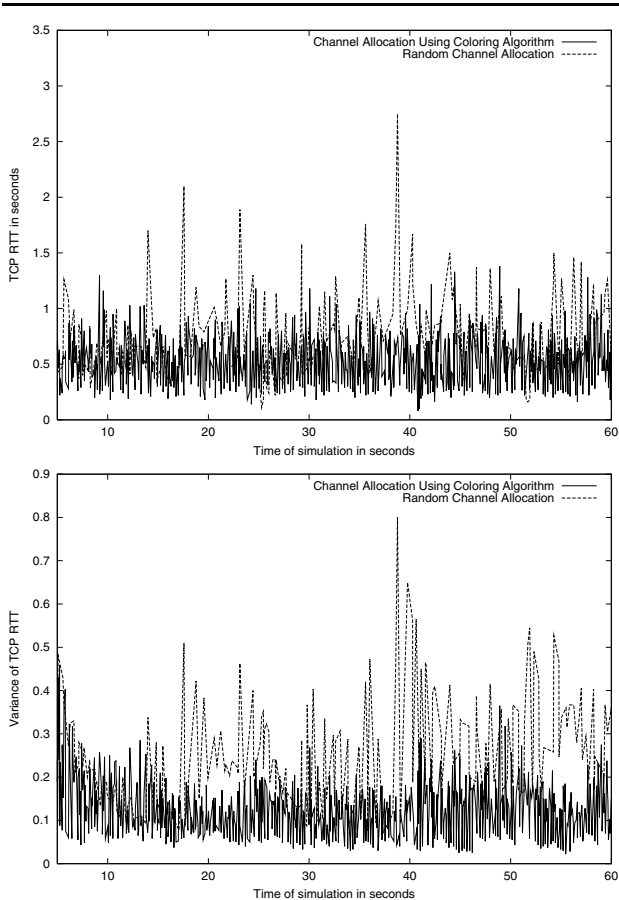 3.5
Channel Allocation Using Coloring Algorithm
Random Channel Allocation
3
2.5
2
1.5
1
0.5
0
TCP RTT in seconds
10 20 30 40 50 60
Time of simulation in seconds
0.9
Channel Allocation Using Coloring Algorithm
Random Channel Allocation
0.8
0.7
0.6
0.5
0.4
0.3
0.2
0.1
0
Variance of TCP RTT
10 20 30 40 50 60
Time of simulation in seconds